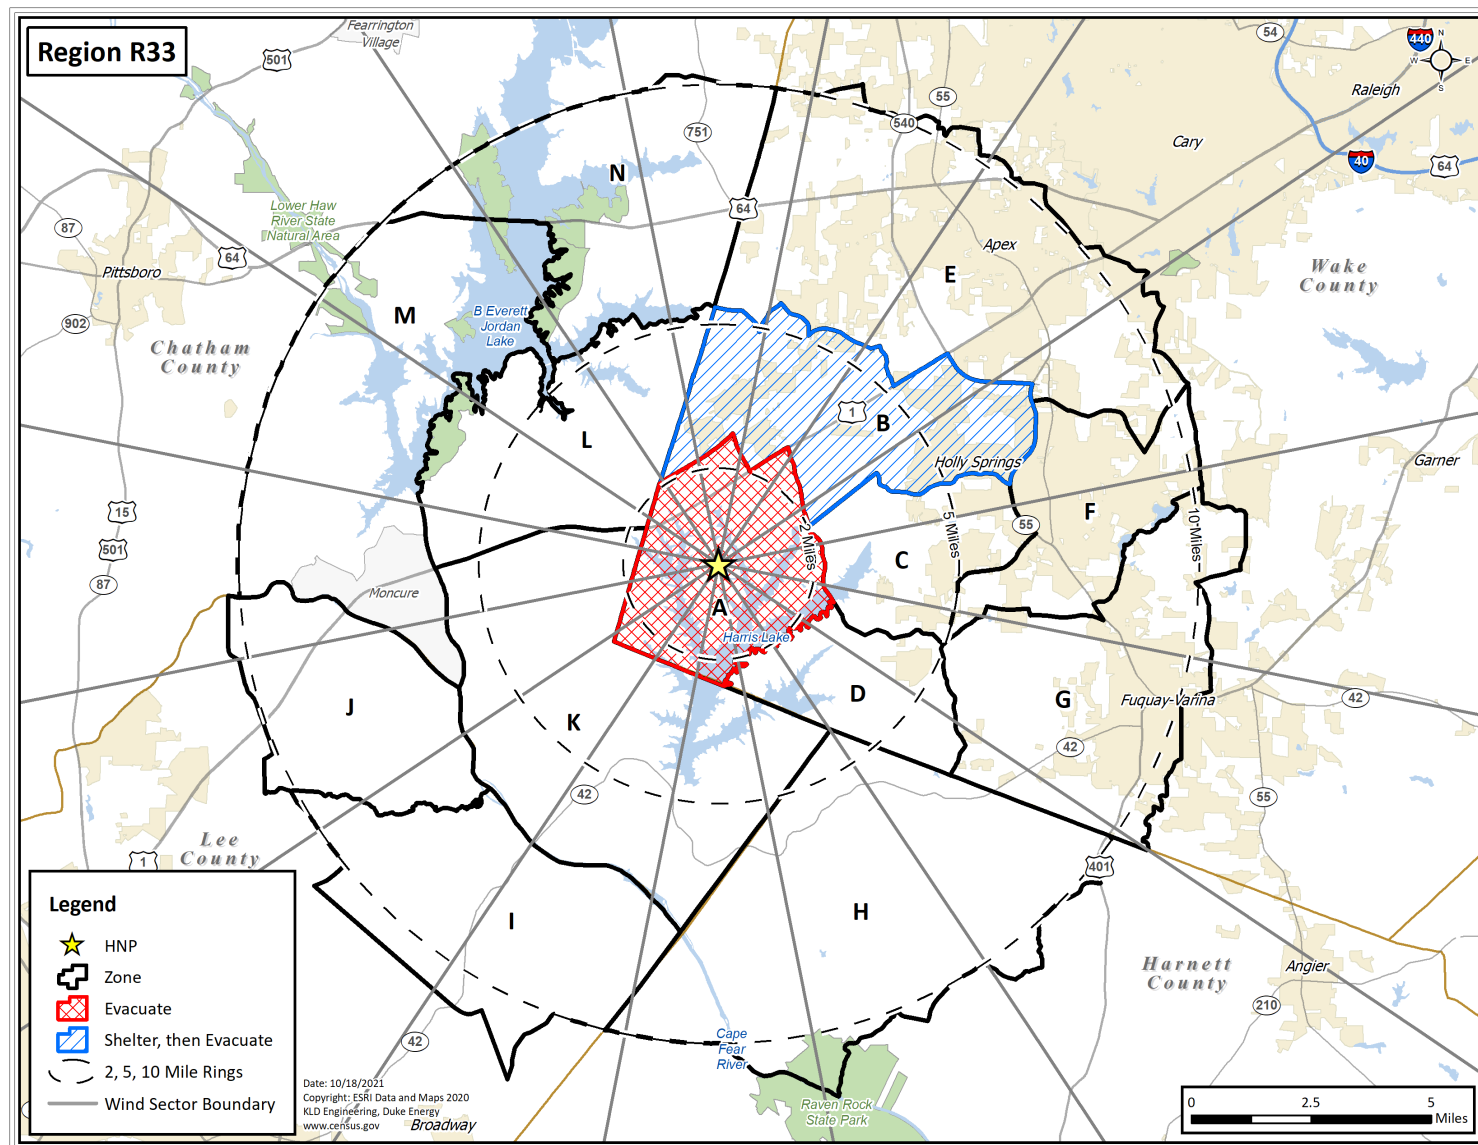 Region R33
Fearrington
Village
501
54
440
N
W
E
S
Raleigh
55
540
751
Cary
40
64
N
Lower Haw
River State
Natural Area
87
64
64
Pittsboro
Apex
E
Wake
County
M
B Everett
Jordan
Lake
902
Chatham
County
1
B
L
Holly Springs
Garner
15
501
87
55
F
10 Miles
5 Miles
2 Miles
C
Moncure
A
Harris Lake
J
K
D
G
Fuquay-Varina
42
42
42
55
Lee
County
1
401
H
I
Legend
HNP
Zone
Evacuate
Shelter, then Evacuate
2, 5, 10 Mile Rings
Wind Sector Boundary
Harnett
County
Angier
210
42
Cape
Fear
River
Date: 10/18/2021
Copyright: ESRI Data and Maps 2020
KLD Engineering, Duke Energy
www.census.gov
Broadway
Raven Rock
State Park
0
2.5
5
Miles